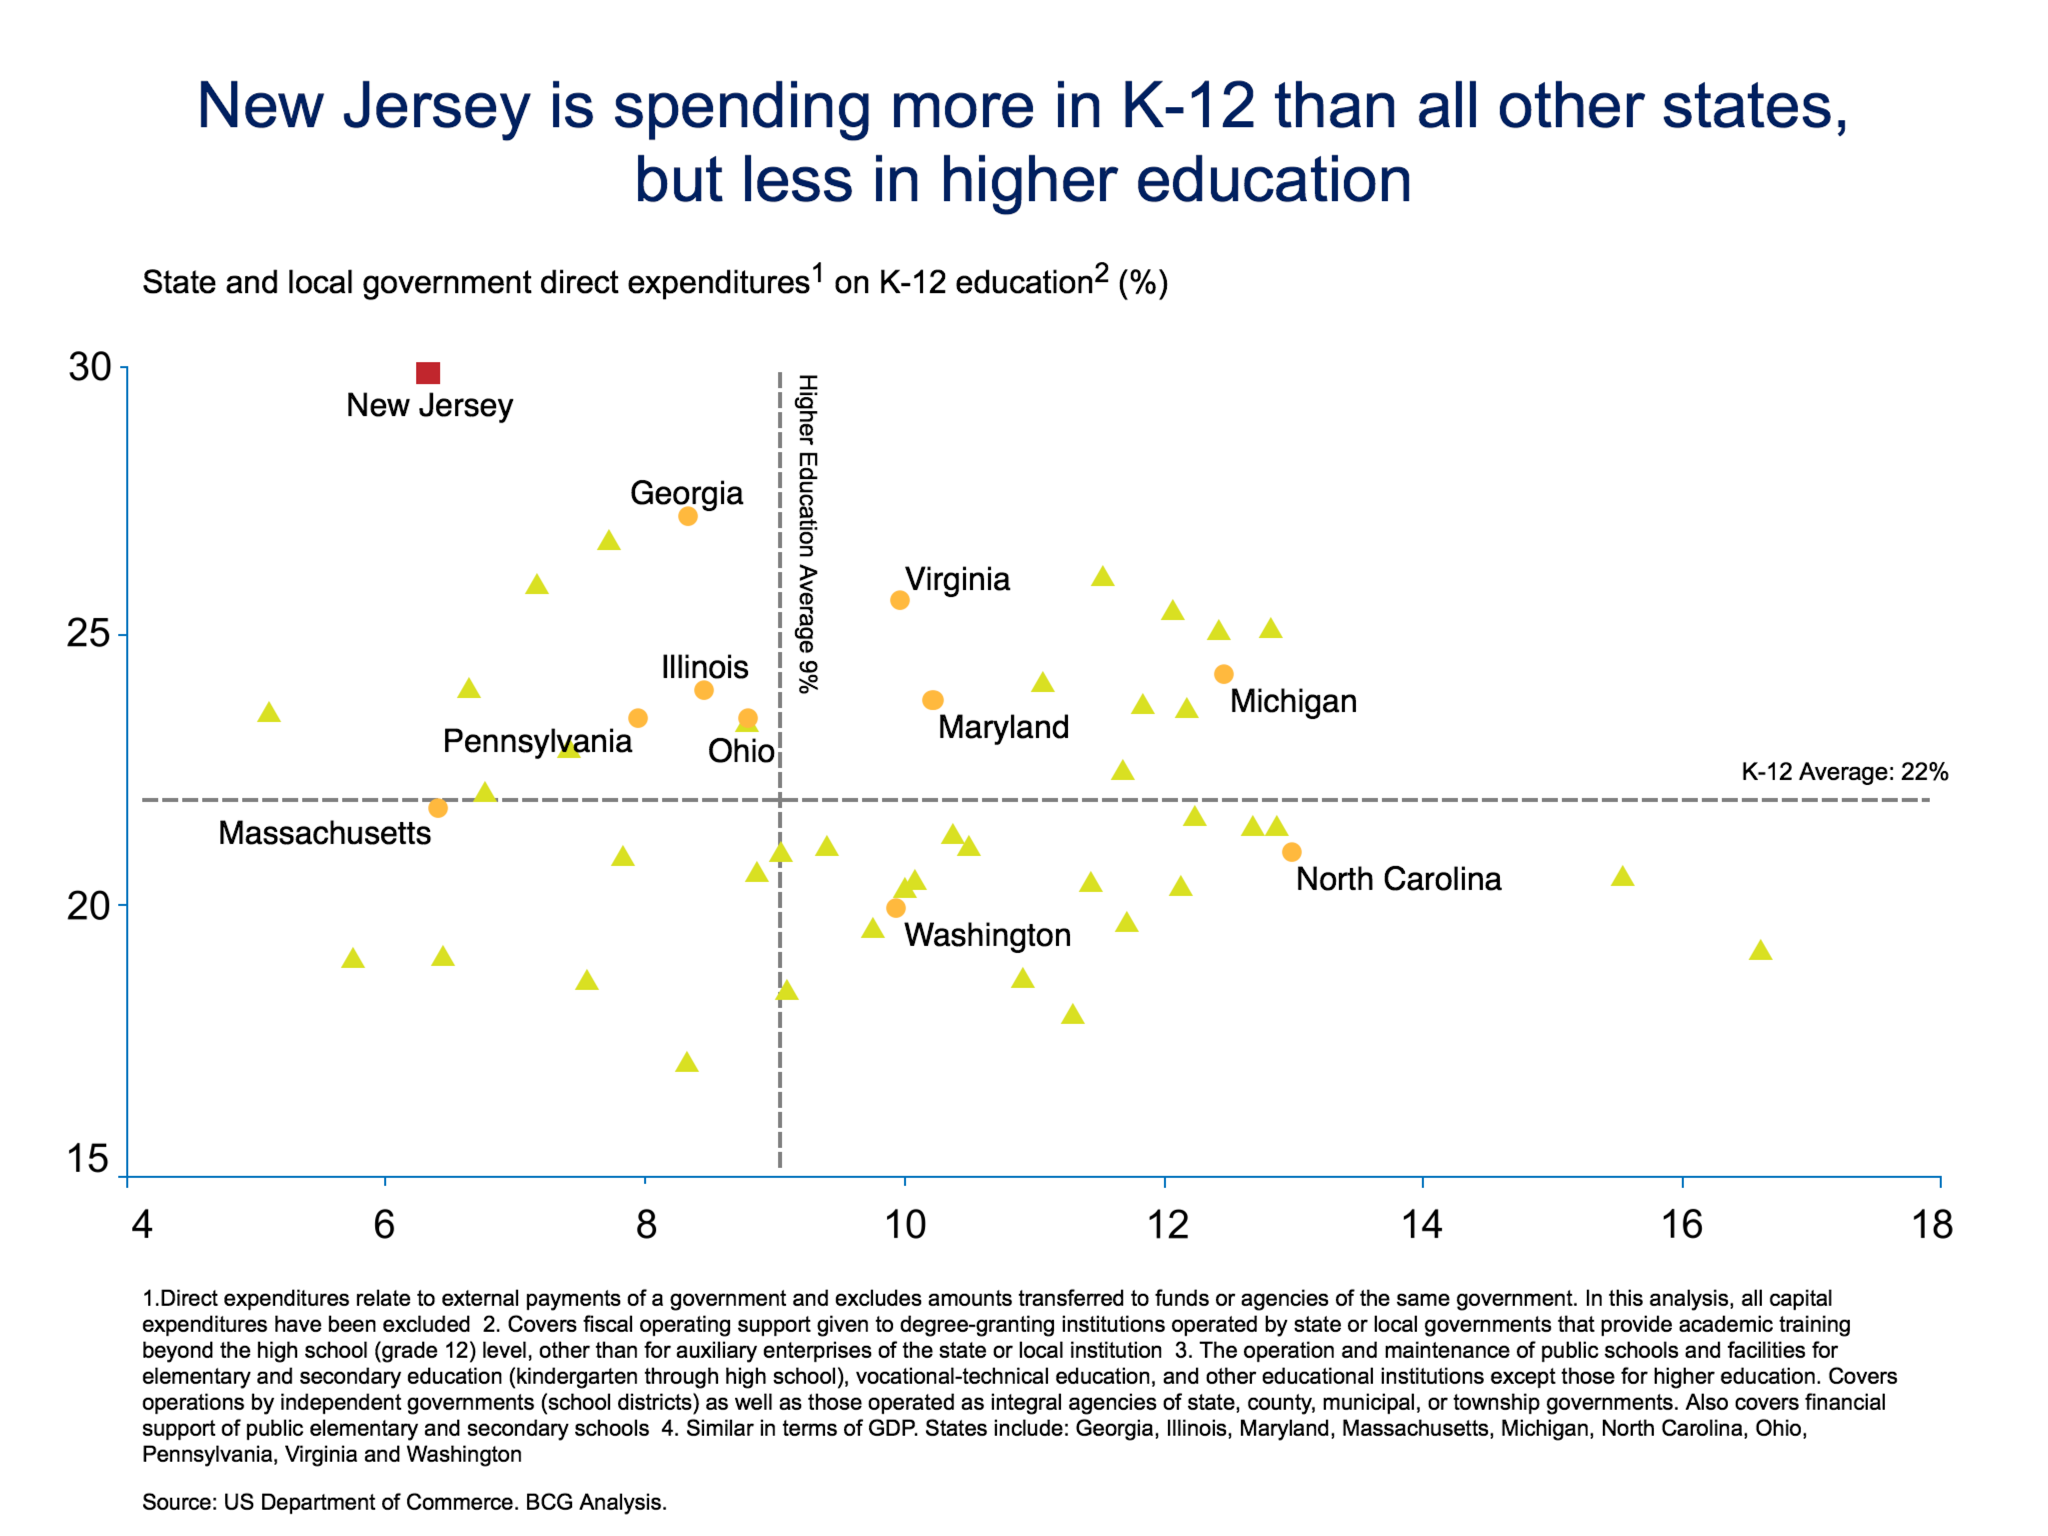 New Jersey is spending more in K-12 than all other states,
but less in higher education
State and local government direct expenditures1 on K-12 education2 (%)
30
New Jersey
Higher Education Average 9%
Georgia
Virginia
25
Illinois
Michigan
Maryland
Pennsylvania
Ohio
K-12 Average: 22%
Massachusetts
North Carolina
20
Washington
15
4 6 8 10 12 14 16 18
1.Direct expenditures relate to external payments of a government and excludes amounts transferred to funds or agencies of the same government. In this analysis, all capital
expenditures have been excluded 2. Covers fiscal operating support given to degree-granting institutions operated by state or local governments that provide academic training
beyond the high school (grade 12) level, other than for auxiliary enterprises of the state or local institution 3. The operation and maintenance of public schools and facilities for
elementary and secondary education (kindergarten through high school), vocational-technical education, and other educational institutions except those for higher education. Covers
operations by independent governments (school districts) as well as those operated as integral agencies of state, county, municipal, or township governments. Also covers financial
support of public elementary and secondary schools 4. Similar in terms of GDP. States include: Georgia, Illinois, Maryland, Massachusetts, Michigan, North Carolina, Ohio,
Pennsylvania, Virginia and Washington
Source: US Department of Commerce. BCG Analysis.